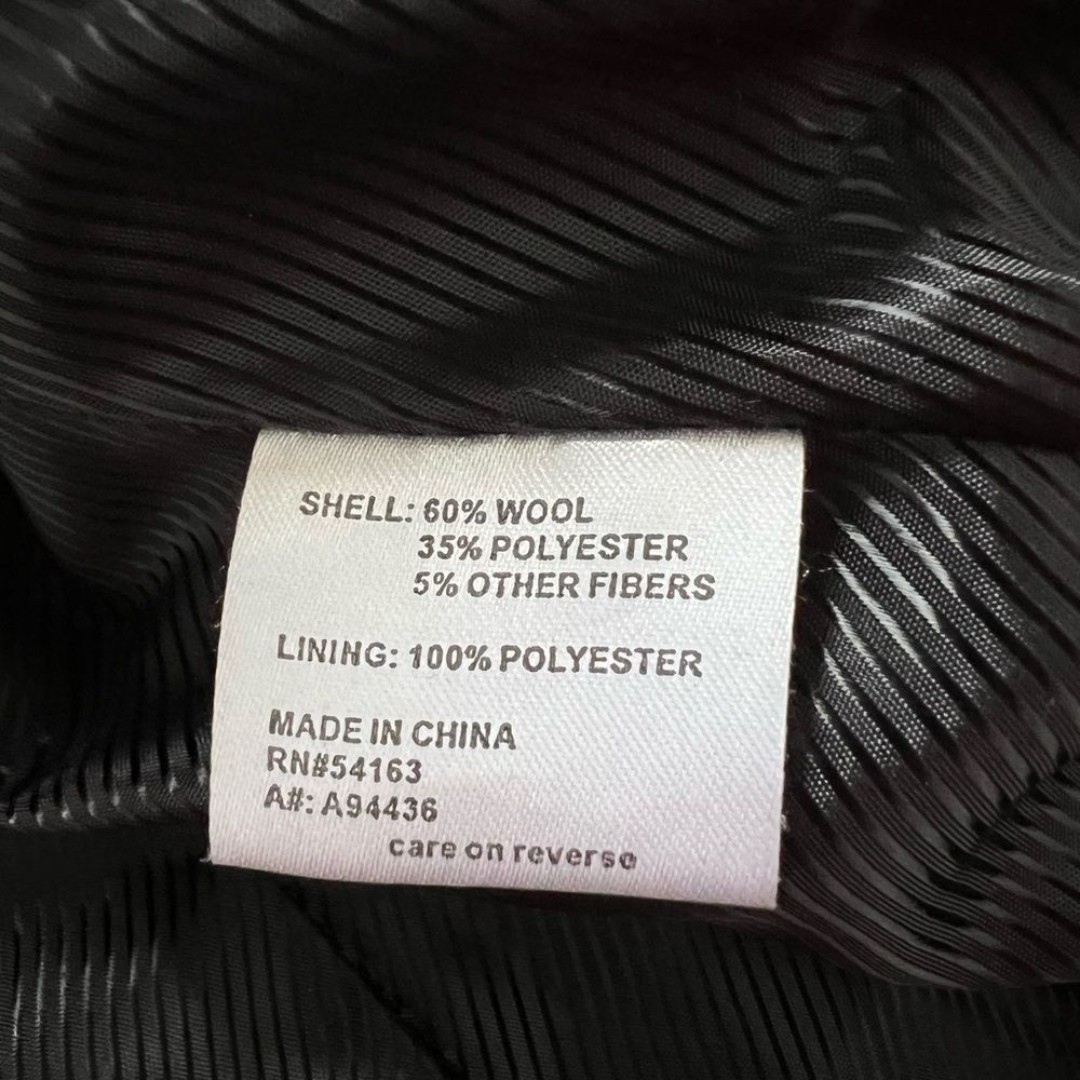 SHELL: 60% WOOL
35% POLYESTER
5% OTHER FIBERS
LINING: 100% POLYESTER
MADE IN CHINA
RN#54163
A#: A94436
care on reverse